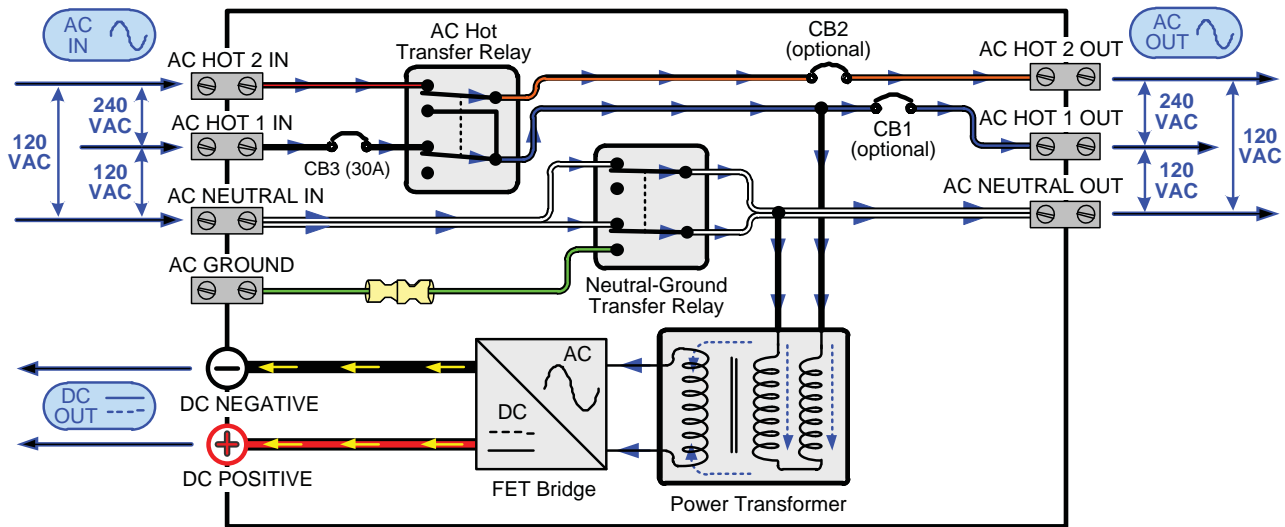 AC
IN
AC Hot
Transfer Relay
CB2
(optional)
AC
OUT
AC HOT 2 IN
AC HOT 2 OUT
240
VAC
120
VAC
120
VAC
AC HOT 1 IN
CB3 (30A)
CB1
(optional)
AC HOT 1 OUT
240
VAC
120
VAC
120
VAC
AC NEUTRAL IN
AC NEUTRAL OUT
AC GROUND
Neutral-Ground
Transfer Relay
DC NEGATIVE
DC
OUT
DC POSITIVE
AC
DC
FET Bridge
Power Transformer